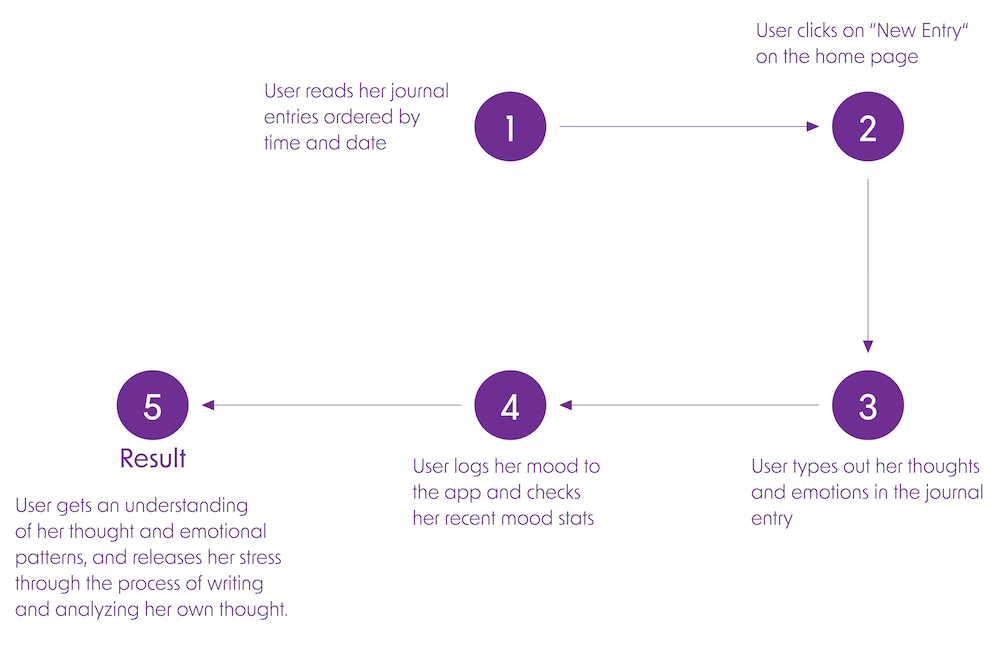 User reads her journal
entries ordered by
time and date
1
User clicks on “New Entry“
on the home page
2
3
User types out her thoughts
and emotions in the journal
entry
4
User logs her mood to
the app and checks
her recent mood stats
5
Result
User gets an understanding
of her thought and emotional
patterns, and releases her stress
through the process of writing
and analyzing her own thought.